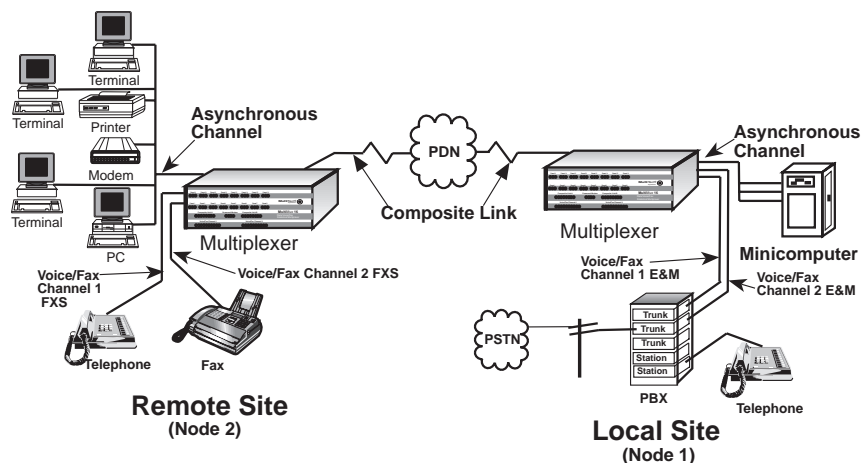 Terminal
Terminal
Printer
Modem
Terminal
PC
Asynchronous
Channel
Multiplexer
Voice/Fax
Channel 1
FXS
Voice/Fax Channel 2 FXS
Telephone
Fax
Remote Site
(Node 2)
PDN
Composite Link
Asynchronous
Channel
Multiplexer
Minicomputer
Voice/Fax
Channel 1 E&M
Voice/Fax
Channel 2 E&M
PSTN
Trunk
Trunk
Trunk
Station
Station
PBX
Telephone
Local Site
(Node 1)